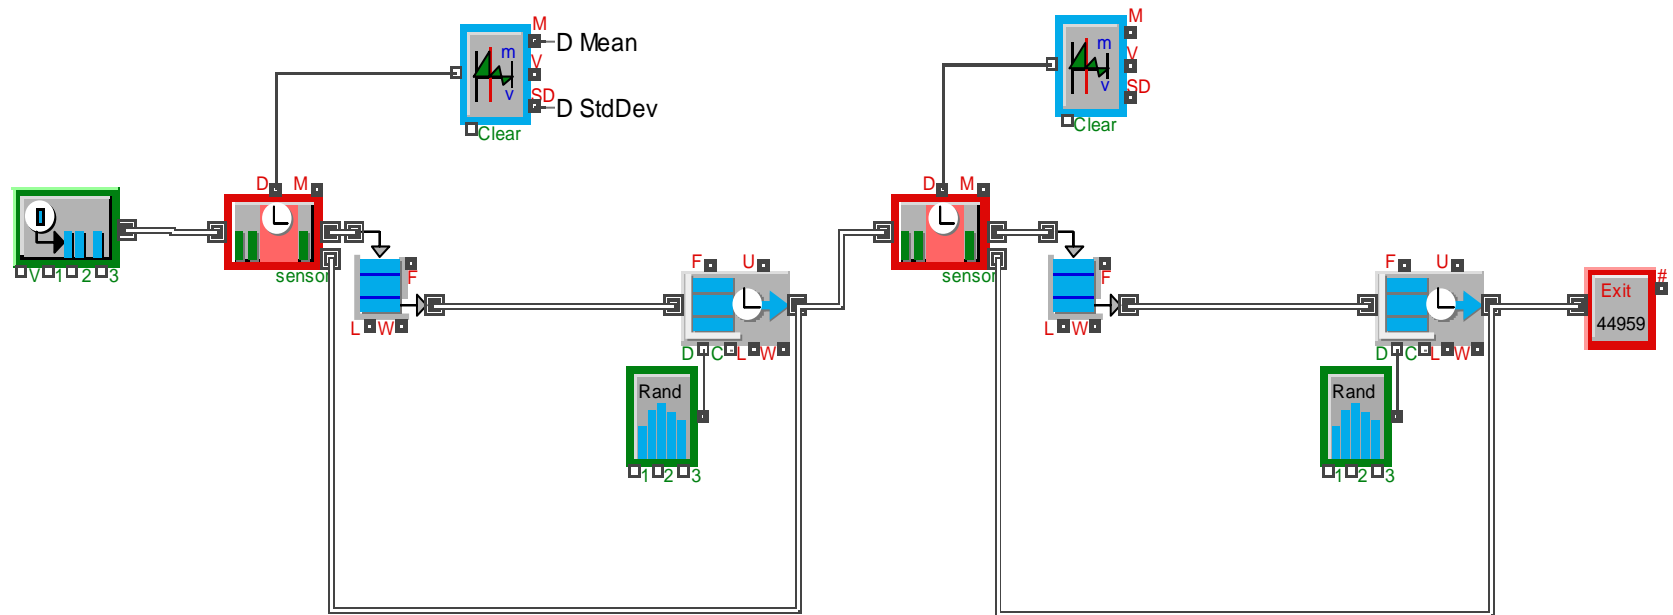 M
D Mean
m
V
v
SD
D StdDev
Clear
M
m
V
v
SD
Clear
D M
sensor
V 1 2 3
F
L W
F U
D C L W
Rand
1 2 3
D M
sensor
F
L W
F U
D C L W
Rand
1 2 3
#
Exit
44959